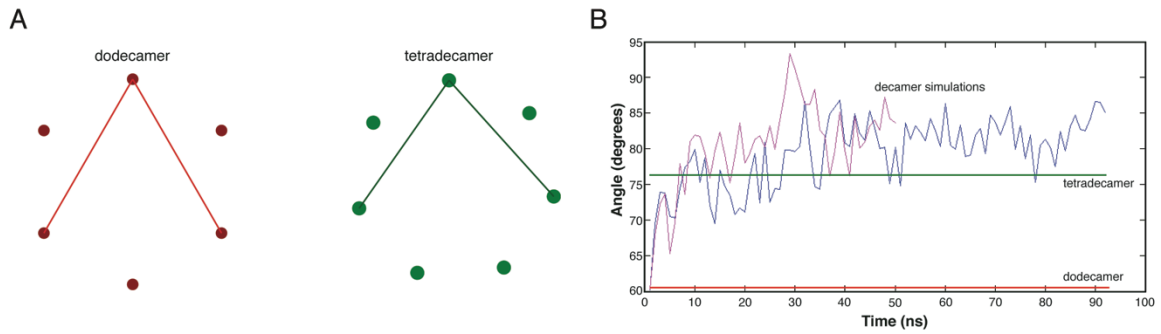 A
dodecamer
tetradecamer
B
95
90
85
80
75
70
65
60
Angle (degrees)
decamer simulations
tetradecamer
dodecamer
0 10 20 30 40 50 60 70 80 90 100
Time (ns)